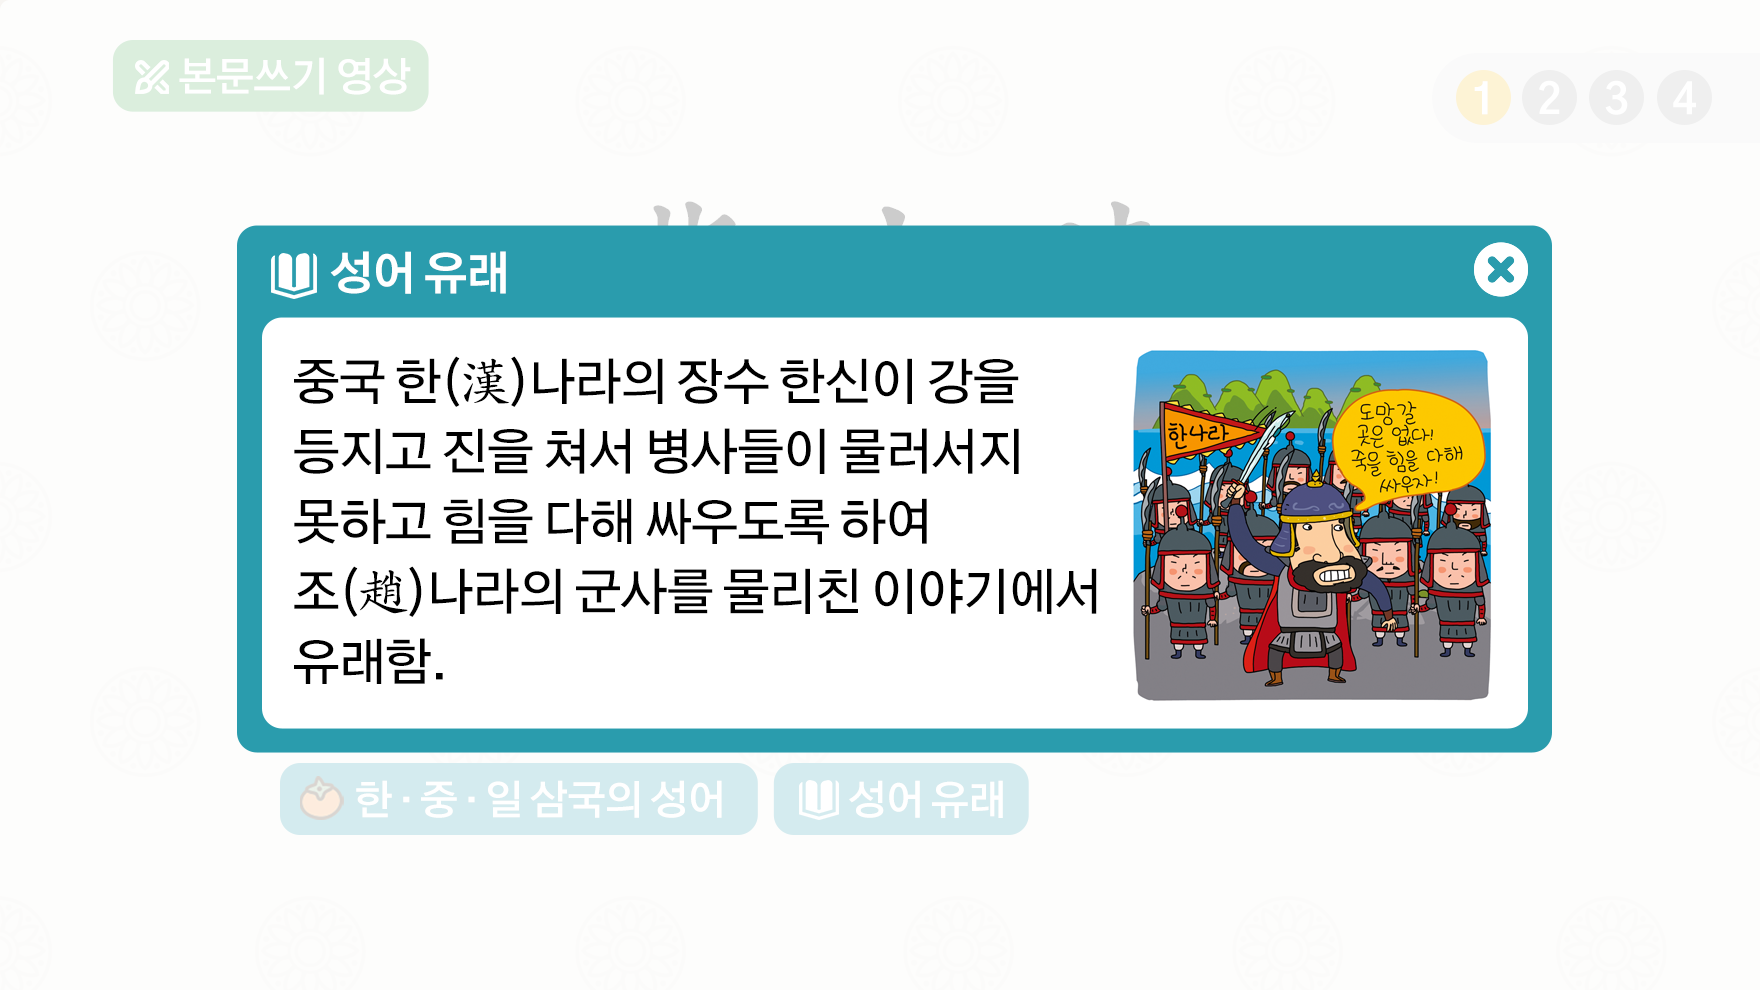 본문쓰기 영상
1 2 3 4
성어 유래
중국 한(漢)나라의 장수 한신이 강을
등지고 진을 쳐서 병사들이 물러서지
못하고 힘을 다해 싸우도록 하여
조(趙)나라의 군사를 물리친 이야기에서
유래함.
한나라
도망갈
곳은 없다!
죽을 힘을 다해
싸우자!
한·중·일 삼국의 성어
성어 유래